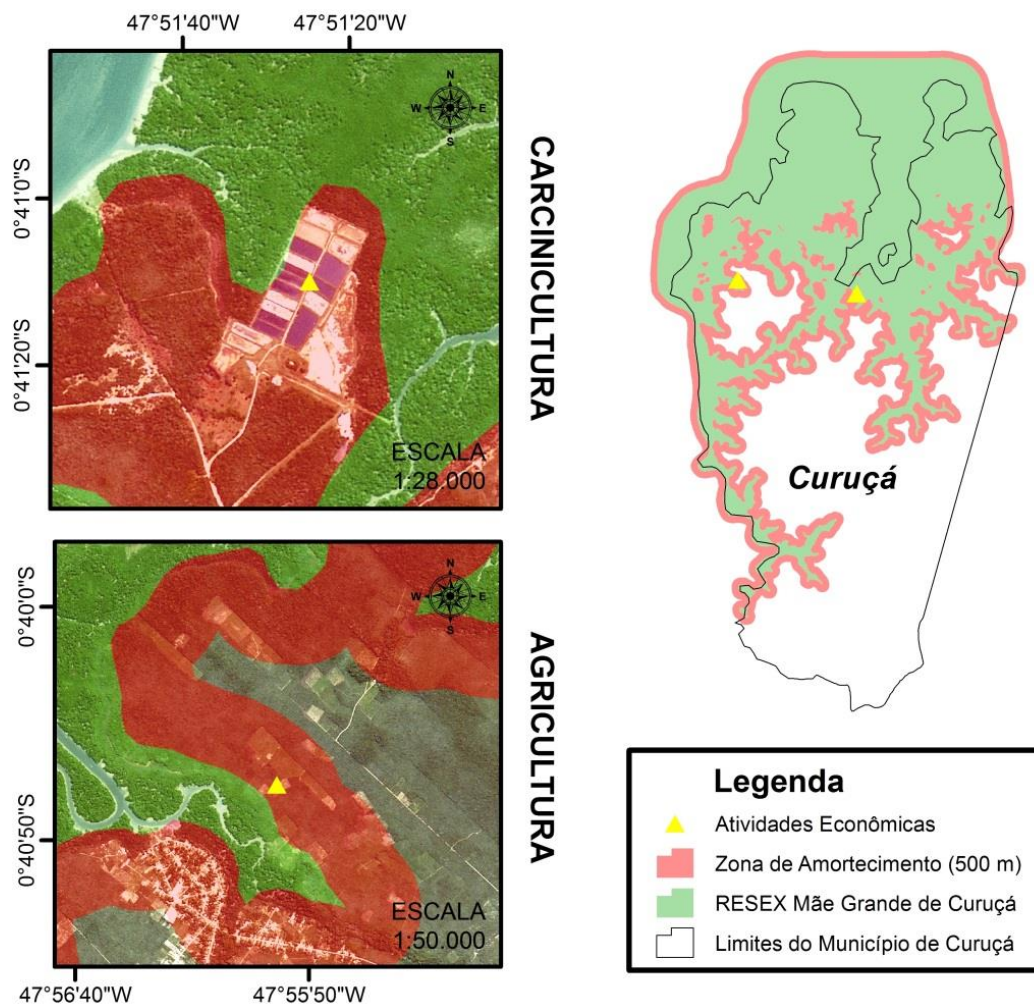 47°51'40"W
47°51'20"W
N
W
E
S
0°41'0"S
0°41'20"S
CARCINICULTURA
ESCALA
1:28.000
N
W
E
S
0°40'0"S
0°40'50"S
AGRICULTURA
ESCALA
1:50.000
47°56'40"W
47°55'50"W
Curuçá
Legenda
Atividades Econômicas
Zona de Amortecimento (500 m)
RESEX Mãe Grande de Curuçá
Limites do Município de Curuçá